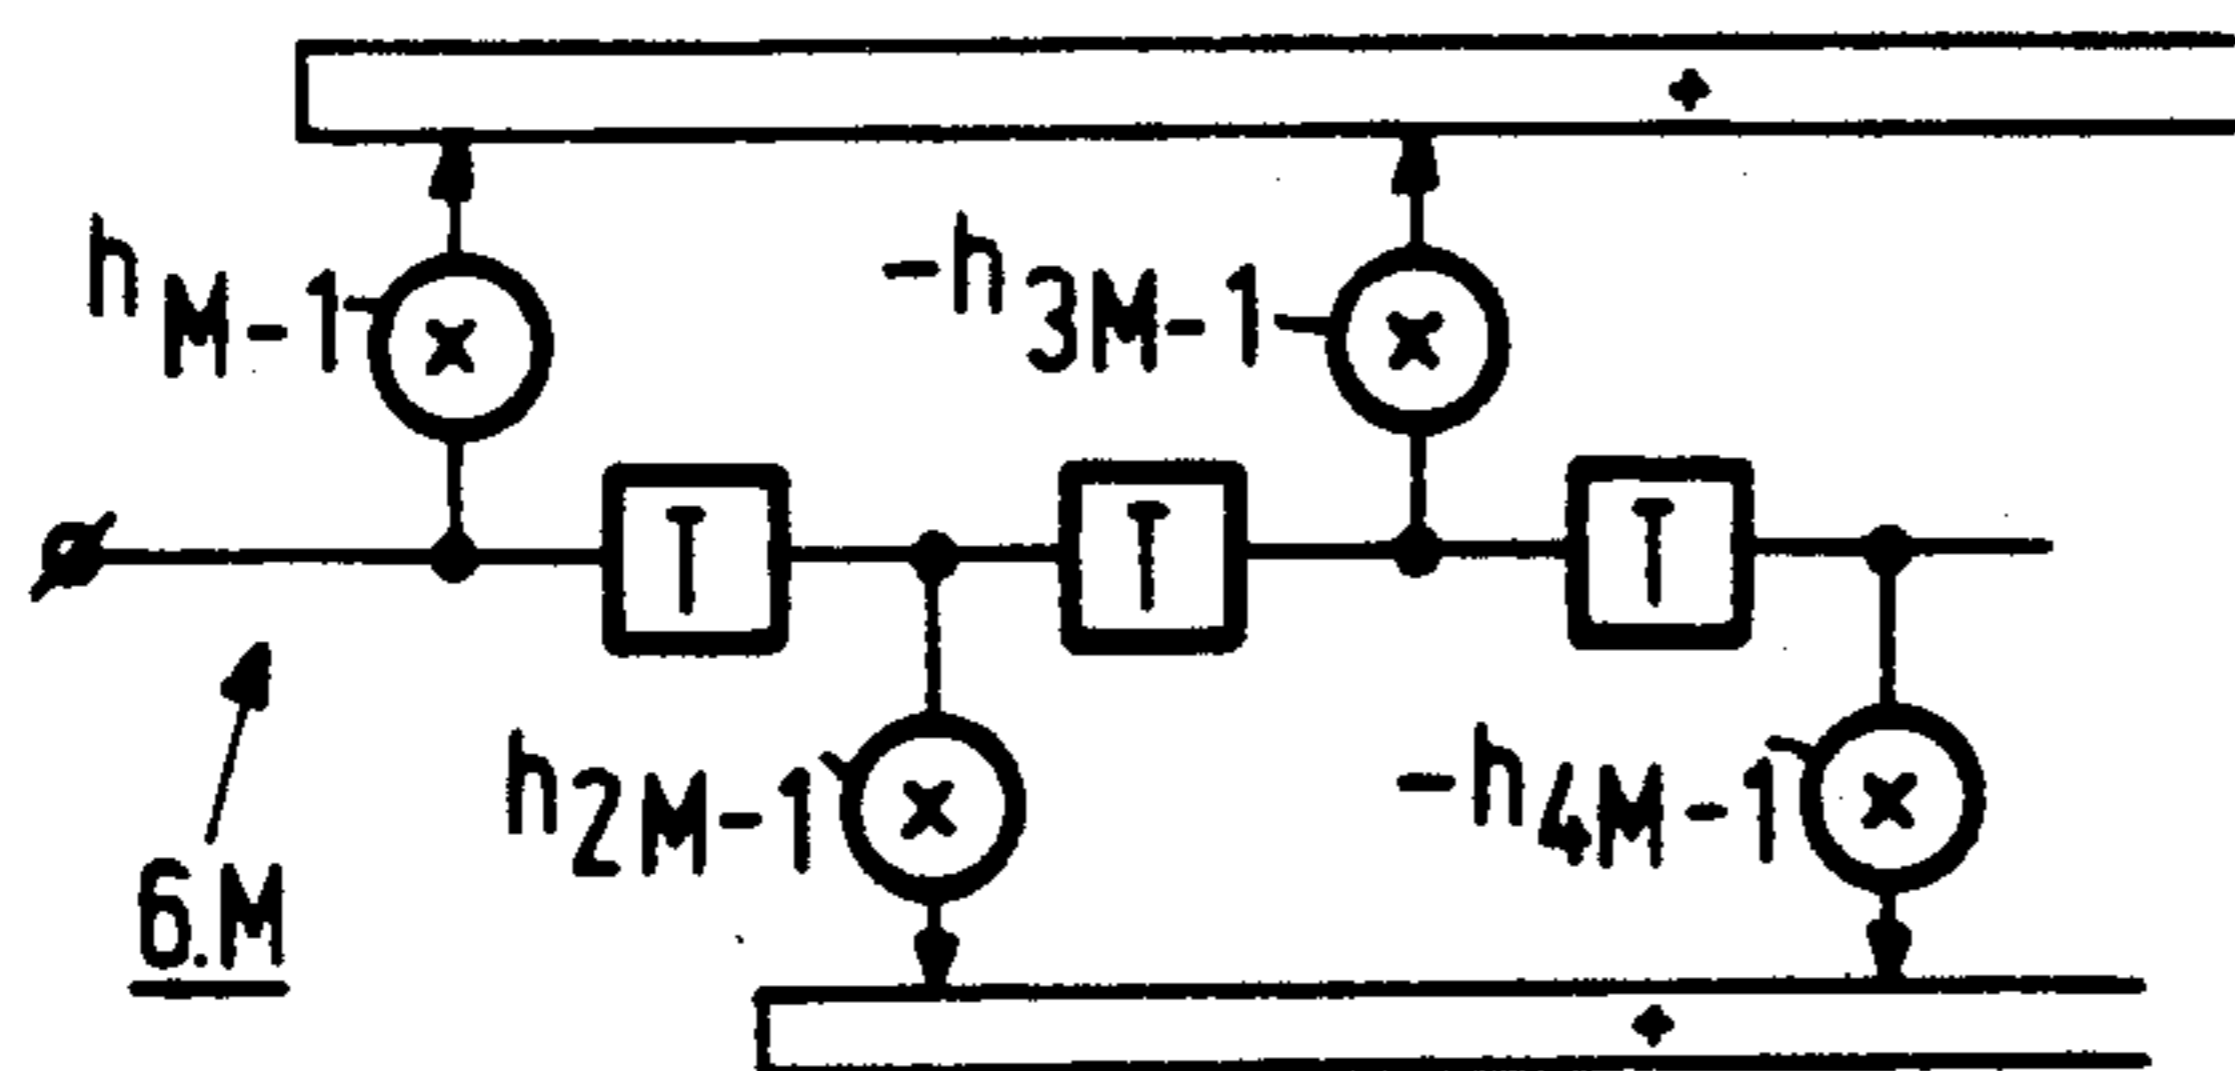 +
h M-1 × -h 3M-1 ×
T T T
h 2M-1 × -h 4M-1 ×
6.M
+